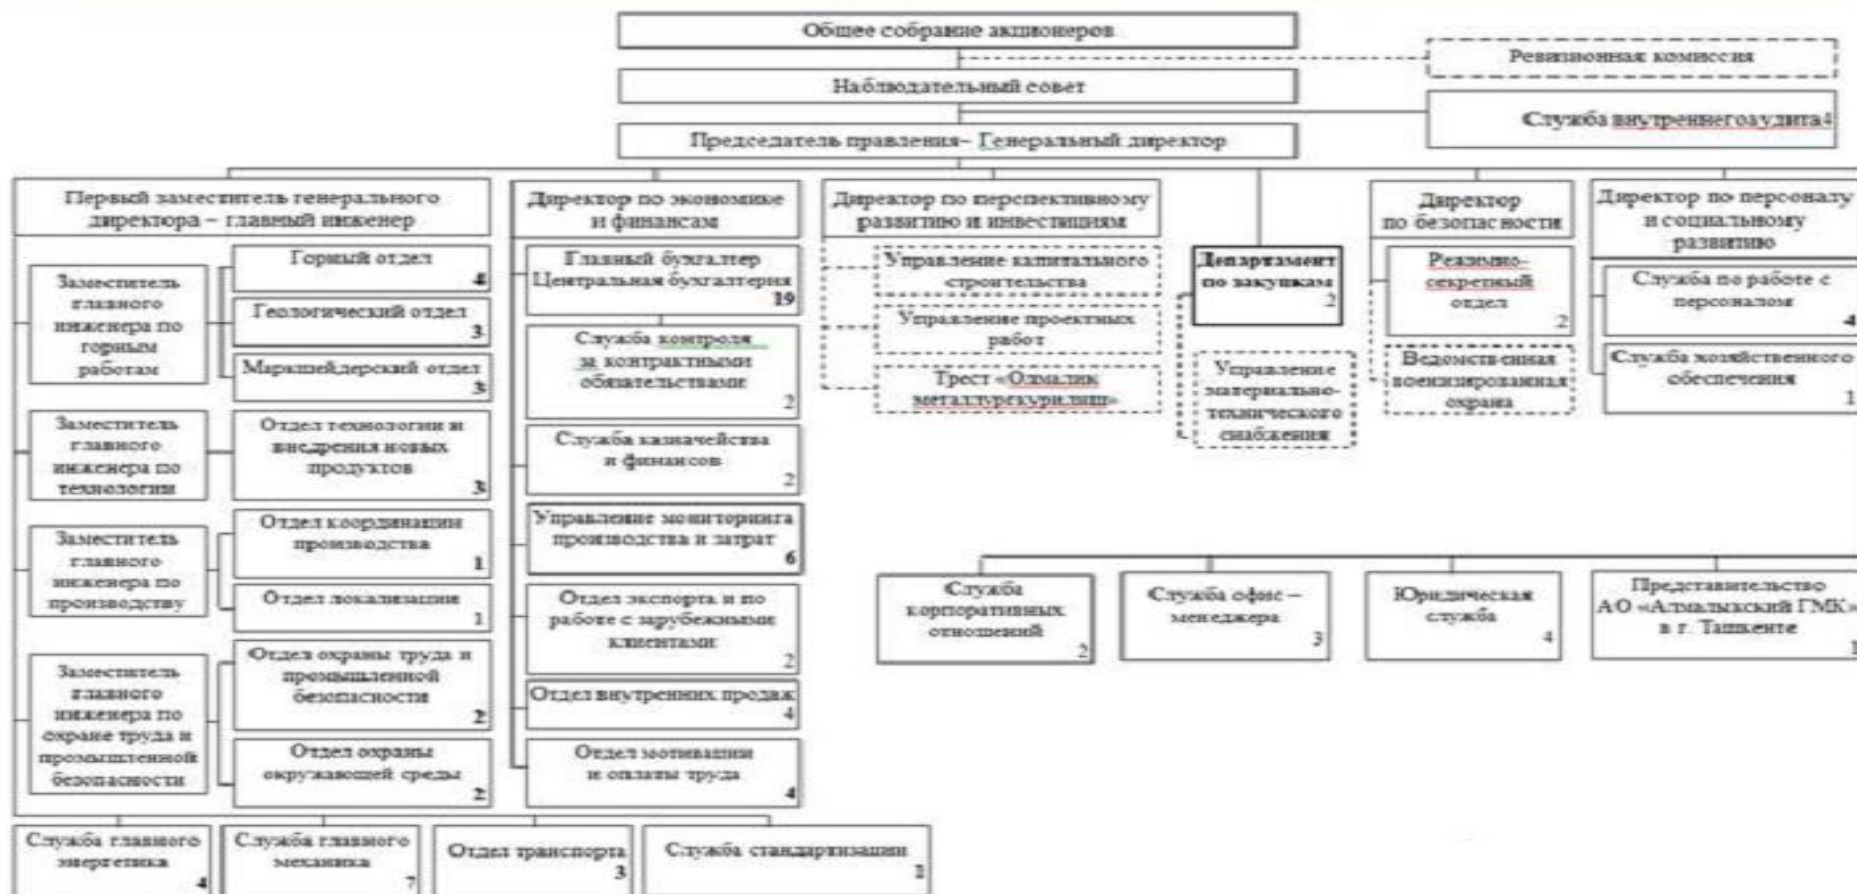 Общее собрание акционеров
Ревизионная комиссия
Наблюдательный совет
Служба внутреннегоаудита4
Председатель правления– Генеральный директор
Первый заместитель генерального
директора – главный инженер
Директор по экономике
и финансам
Директор по перспективному
развитию и инвестициям
Директор
по безопасности
Директор по персоналу
и социальному
развитию
Заместитель
главного
инженера по
горным
работам
Горный отдел
4
Геологический отдел
3
Маркшейдерский отдел
3
Заместитель
главного
инженера по
технологии
Отдел технологии и
внедрения новых
продуктов
3
Заместитель
главного
инженера по
производству
Отдел координации
производства
1
Отдел локализации
1
Заместитель
главного
инженера по
охране труда и
промышленной
безопасности
Отдел охраны труда и
промышленной
безопасности
2
Отдел охраны
окружающей среды
2
Служба главного
энергетика
4
Служба главного
механика
7
Отдел транспорта
3
Служба стандартизации
Главный бухгалтер
Центральная бухгалтерия
19
Служба контроля
за контрактными
обязательствами
2
Служба казначейства
и финансов
2
Управление мониторинга
производства и затрат
6
Отдел экспорта и по
работе с зарубежными
клиентами
2
Отдел внутренних продаж
4
Отдел мотивации
и оплаты труда
4
Управление капитального
строительства
Управление проектных
работ
Трест «Олмалик
металлургкурилиш»
Департамент
по закупкам
2
Управление
материально-
технического
снабжения
Режимно-
секретный
отдел
2
Ведомственная
военизированная
охрана
Служба по работе с
персоналом
4
Служба хозяйственного
обеспечения
1
Служба
корпоративных
отношений
2
Служба офис –
менеджера
3
Юридическая
служба
4
Представительство
АО «Алмалыкский ГМК»
в г. Ташкенте
1